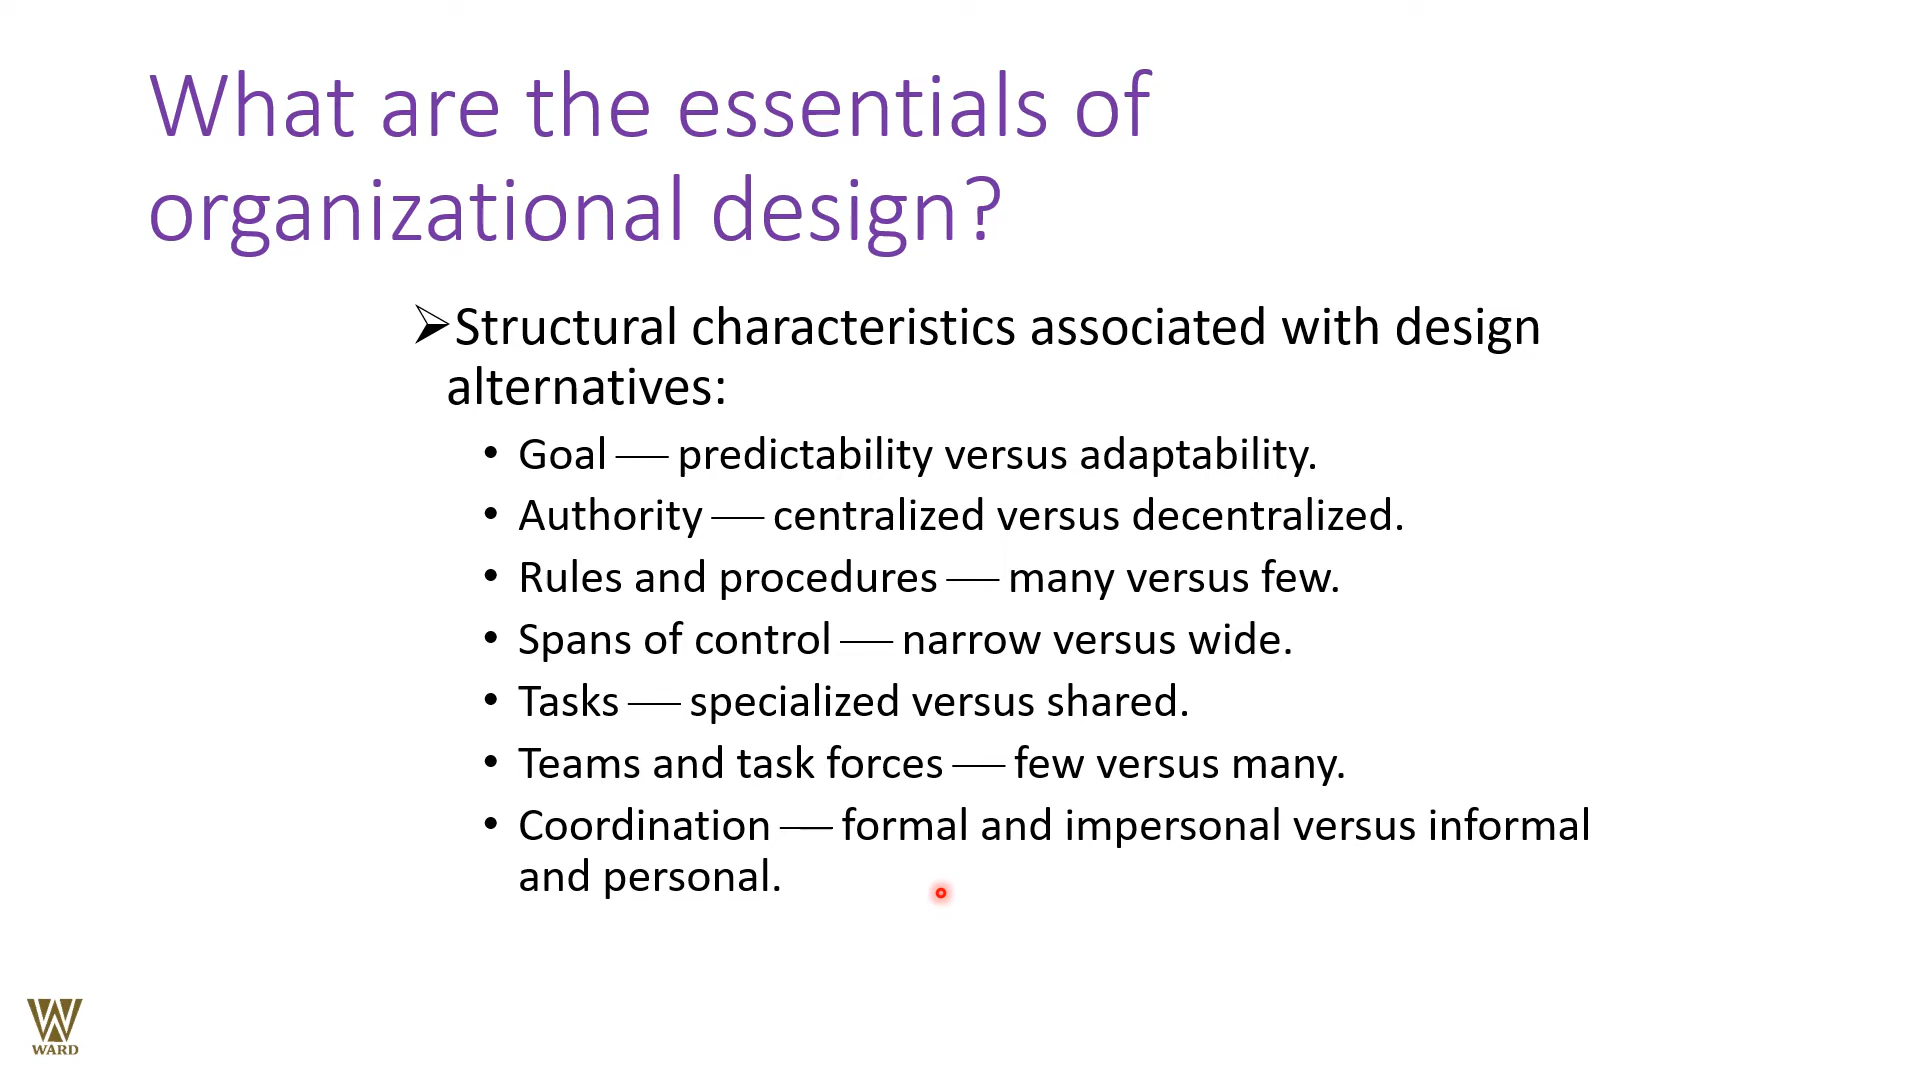 What are the essentials of
organizational design?
➢Structural characteristics associated with design
alternatives:
• Goal — predictability versus adaptability.
• Authority — centralized versus decentralized.
• Rules and procedures — many versus few.
• Spans of control — narrow versus wide.
• Tasks — specialized versus shared.
• Teams and task forces — few versus many.
• Coordination — formal and impersonal versus informal
and personal.
WARD